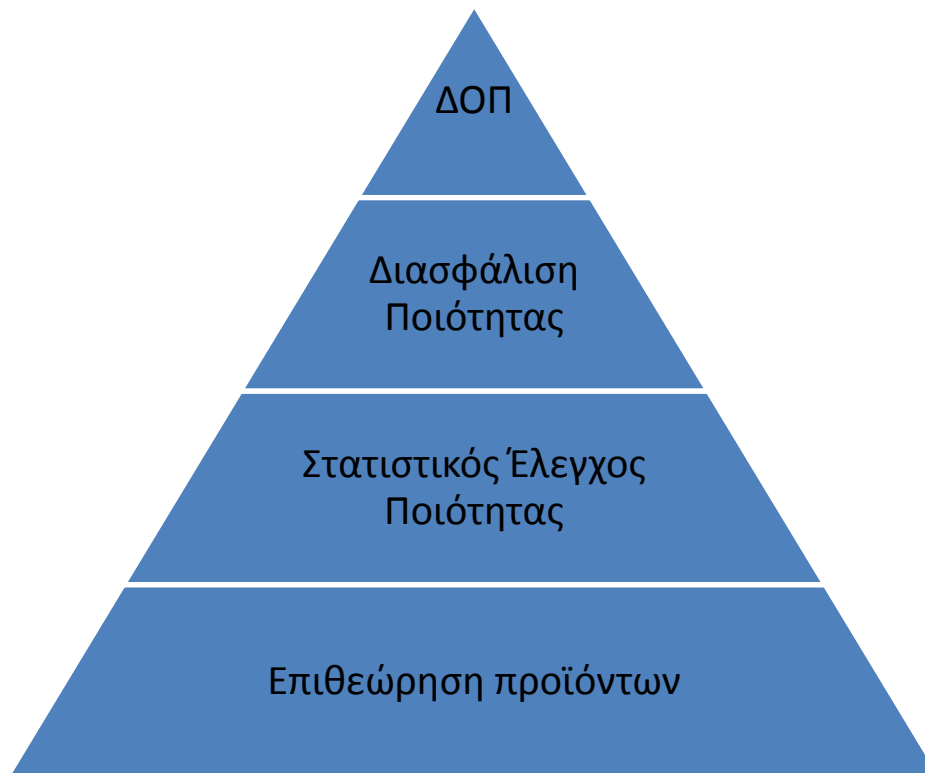 ΔΟΠ
Διασφάλιση
Ποιότητας
Στατιστικός Έλεγχος
Ποιότητας
Επιθεώρηση προϊόντων